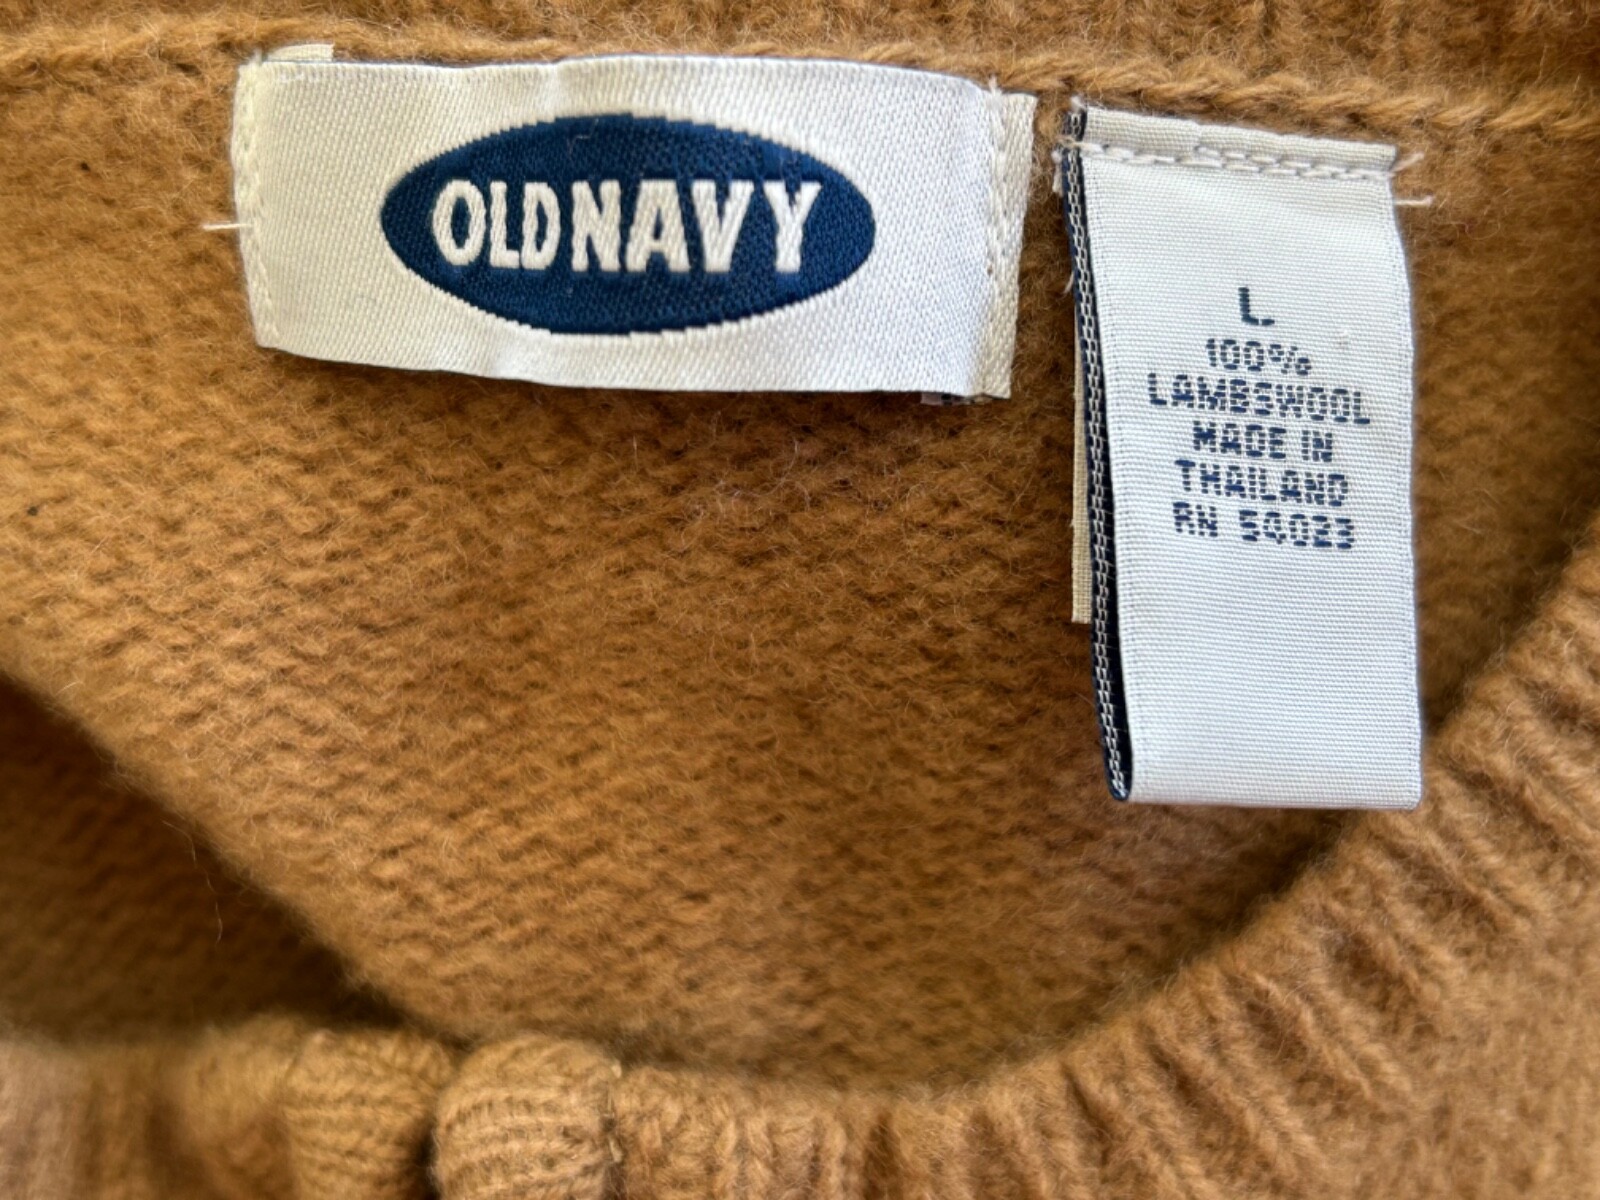 OLD NAVY
L
100%
LAMBSWOOL
MADE IN
THAILAND
RN 54023